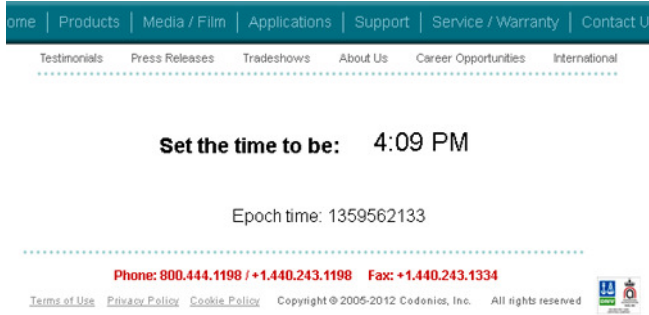 ome | Products | Media / Film | Applications | Support | Service / Warranty | Contact U
Testimonials Press Releases Tradeshows About Us Career Opportunities International
Set the time to be: 4:09 PM
Epoch time: 1359562133
Phone: 800.444.1198 / +1.440.243.1198 Fax: +1.440.243.1334
Terms of Use Privacy Policy Cookie Policy Copyright © 2005-2012 Codonics, Inc. All rights reserved